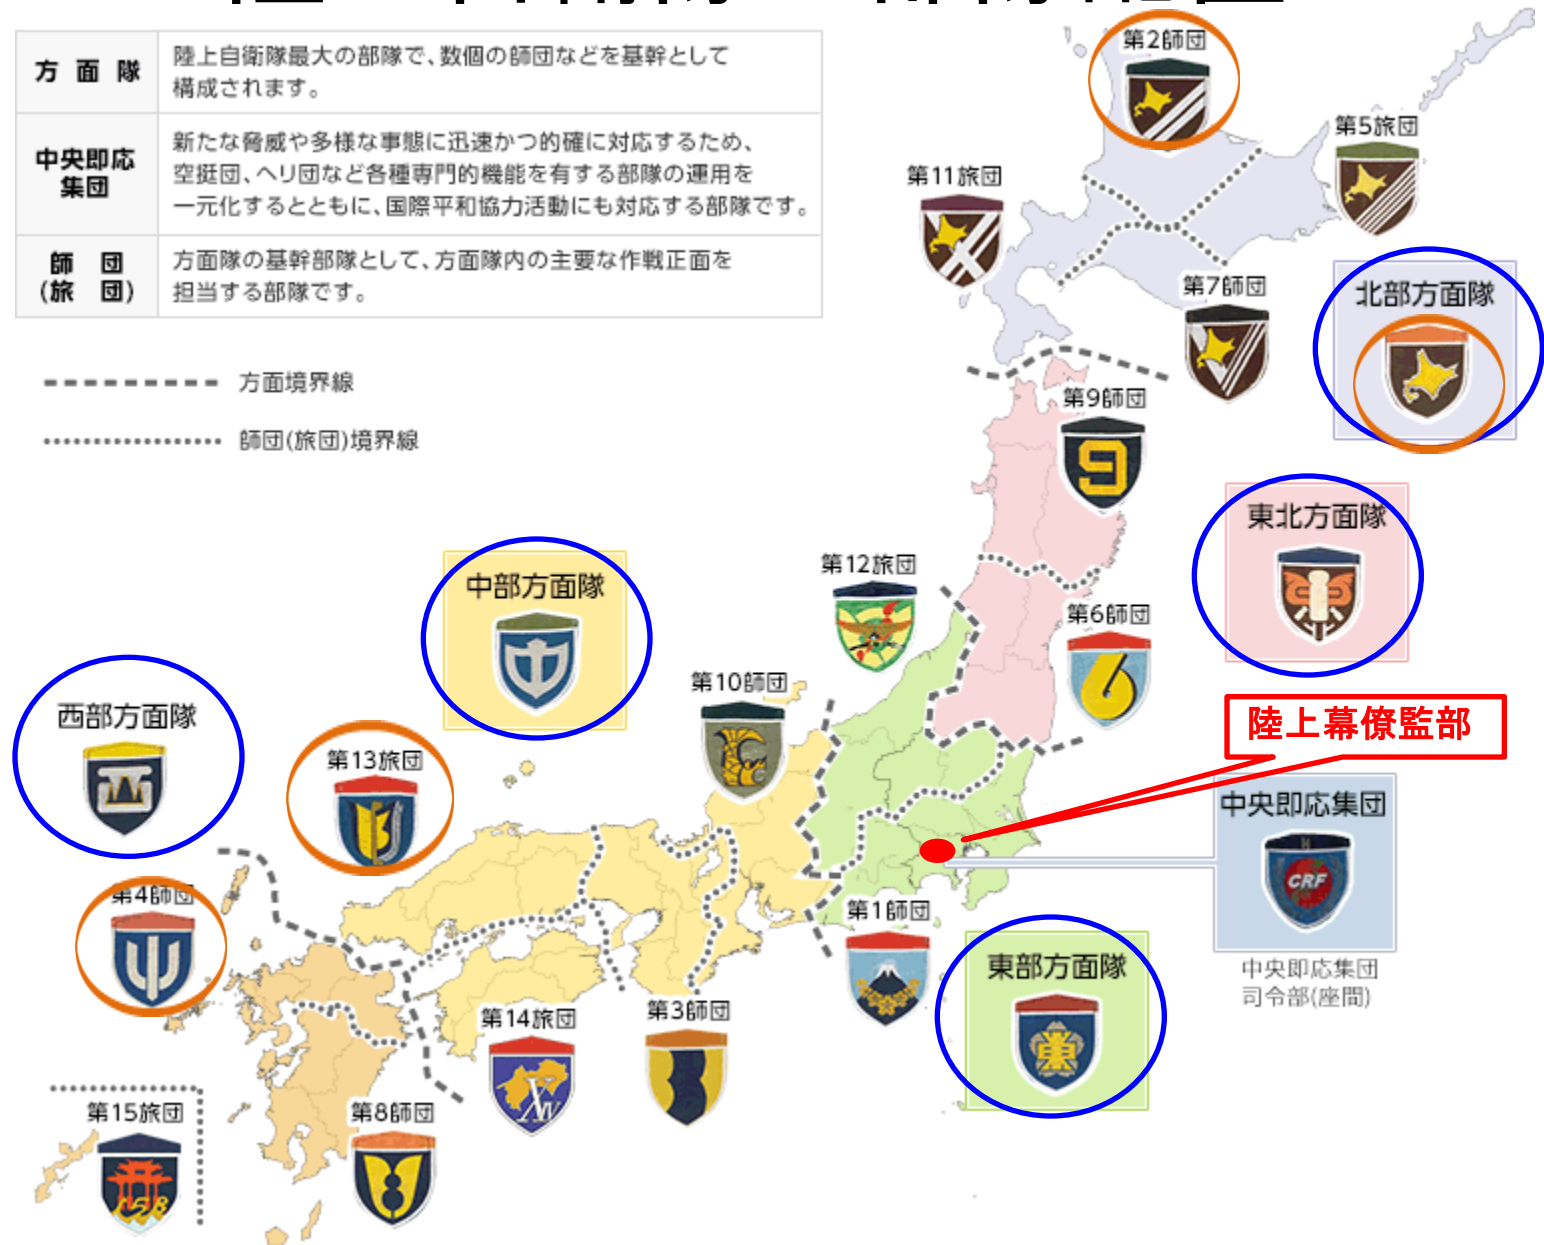 方面隊
陸上自衛隊最大の部隊で、数個の師団などを基幹として
構成されます。
中央即応
集団
新たな脅威や多様な事態に迅速かつ的確に対応するため、
空挺団、ヘリ団など各種専門的機能を有する部隊の運用を
一元化するとともに、国際平和協力活動にも対応する部隊です。
師団
(旅団)
方面隊の基幹部隊として、方面隊内の主要な作戦正面を
担当する部隊です。
方面境界線
師団(旅団)境界線
第2師団
第5旅団
第11旅団
第7師団
北部方面隊
第9師団
9
東北方面隊
第12旅団
第6師団
6
中部方面隊
第10師団
西部方面隊
第13旅団
陸上幕僚監部
中央即応集団
CRF
中央即応集団
司令部(座間)
第4師団
第1師団
東部方面隊
東
第3師団
第14旅団
XIV
第15旅団
15B
第8師団